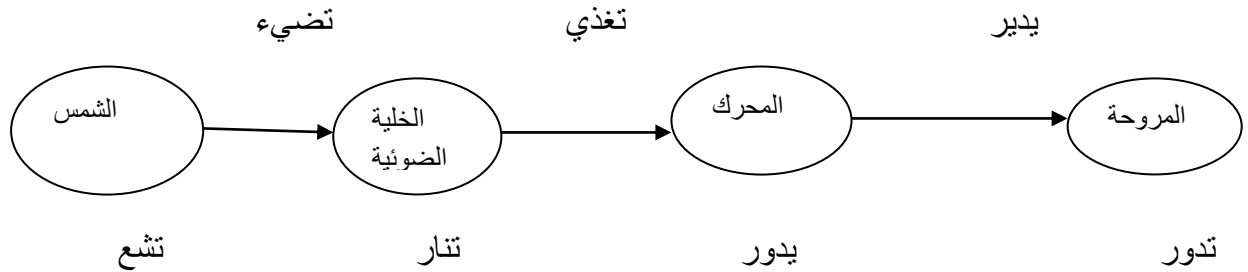 تضيء تغذي يدير
الشمس
الخلية
الضوئية
المحرك
المروحة
تشع تنار يدور تدور